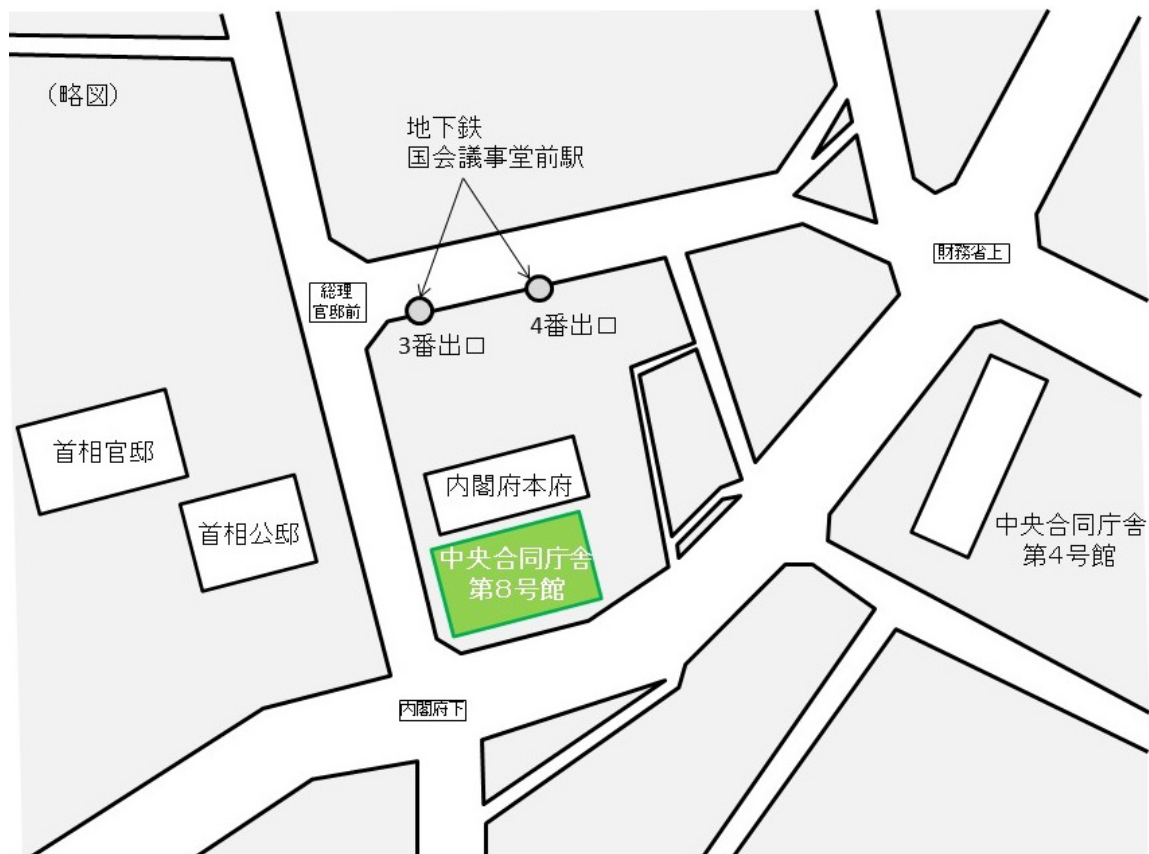 （略図）
地下鉄
国会議事堂前駅
財務省上
総理
官邸前
3番出口
4番出口
首相官邸
首相公邸
内閣府本府
中央合同庁舎
第8号館
中央合同庁舎
第4号館
内閣府下